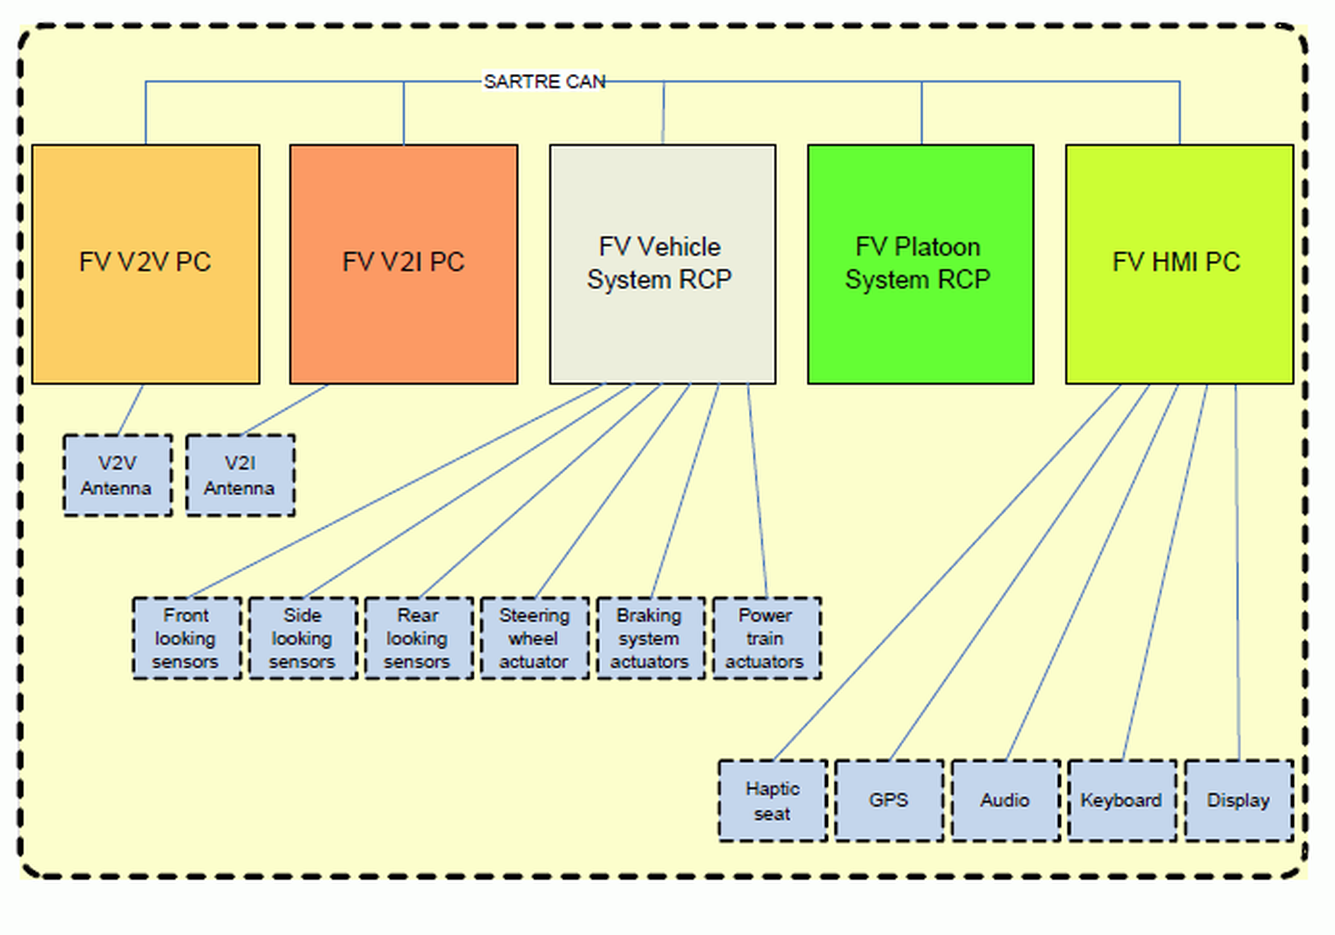 SARTRE CAN
FV V2V PC
FV V2I PC
FV Vehicle
System RCP
FV Platoon
System RCP
FV HMI PC
V2V
Antenna
V2I
Antenna
Front
looking
sensors
Side
looking
sensors
Rear
looking
sensors
Steering
wheel
actuator
Braking
system
actuators
Power
train
actuators
Haptic
seat
GPS
Audio
Keyboard
Display